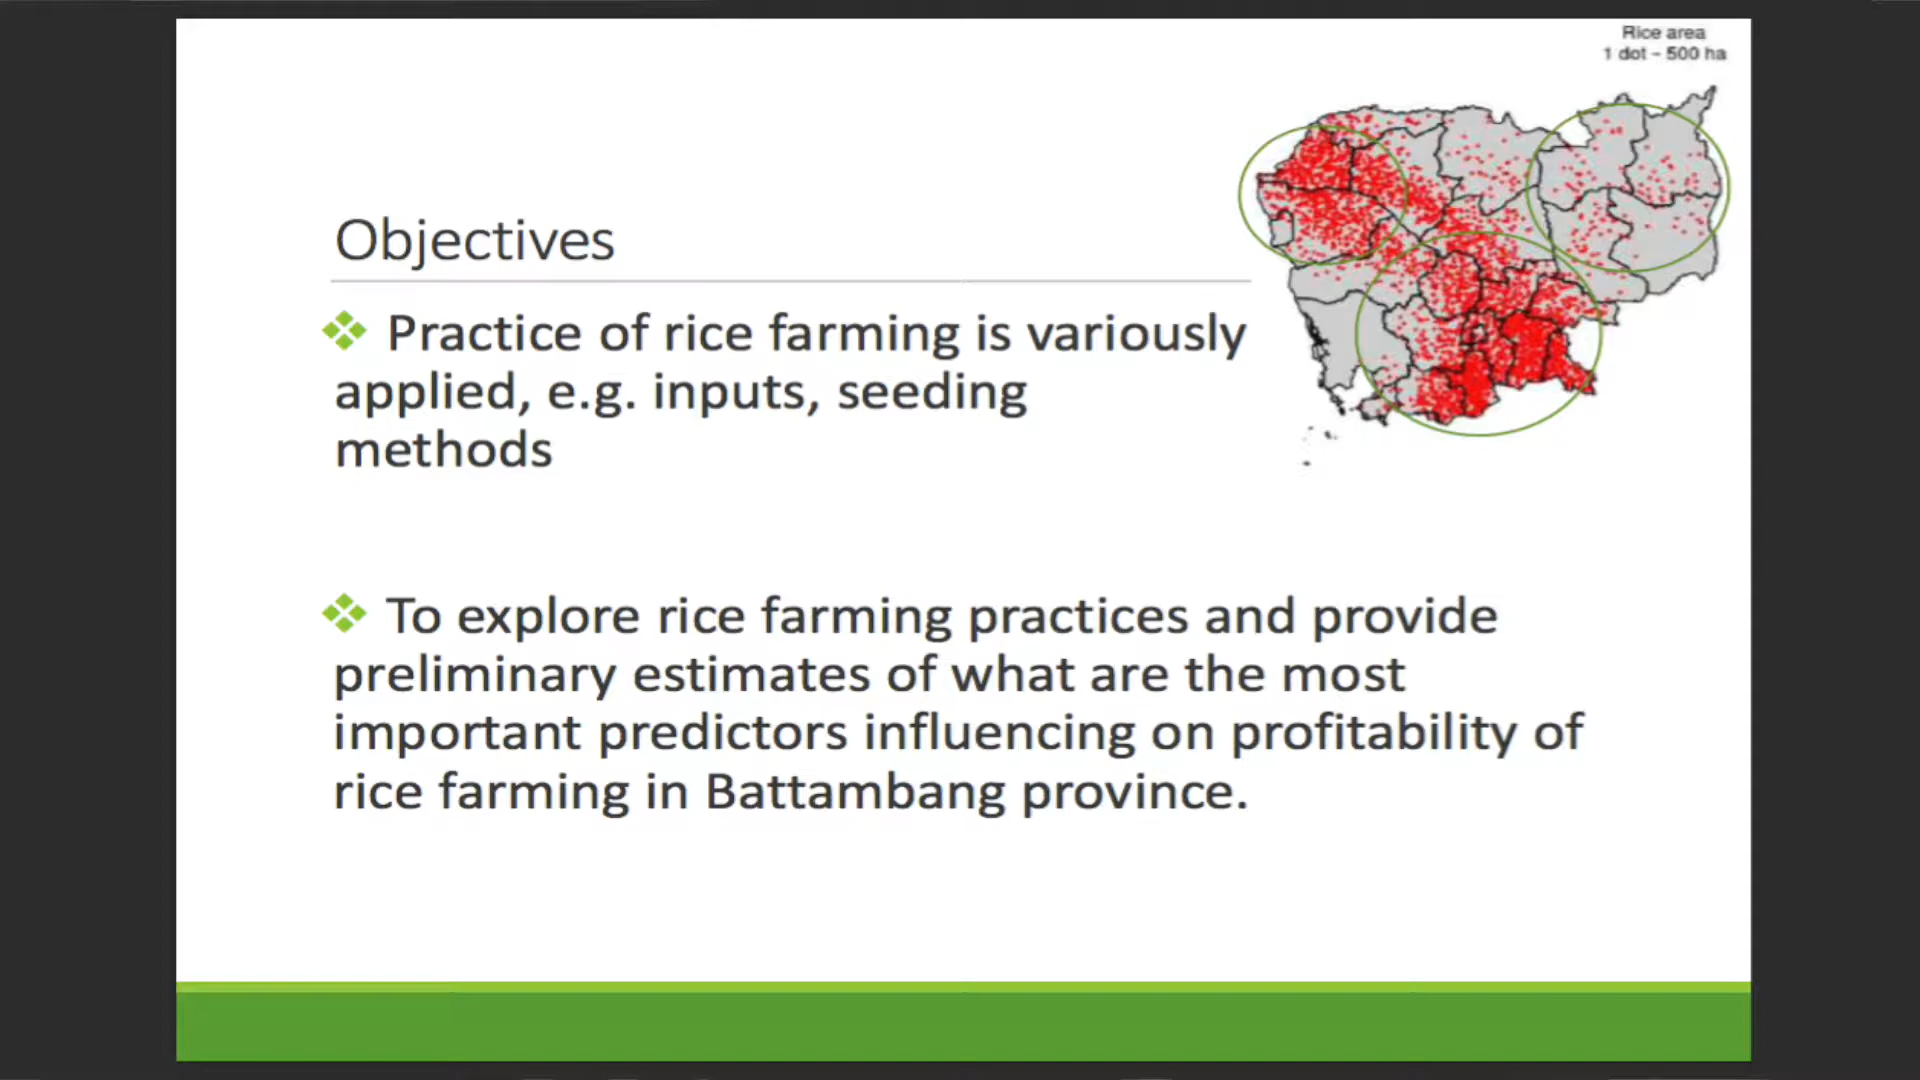 Rice area
1 dot - 500 ha
Objectives
Practice of rice farming is variously
applied, e.g. inputs, seeding
methods
To explore rice farming practices and provide
preliminary estimates of what are the most
important predictors influencing on profitability of
rice farming in Battambang province.